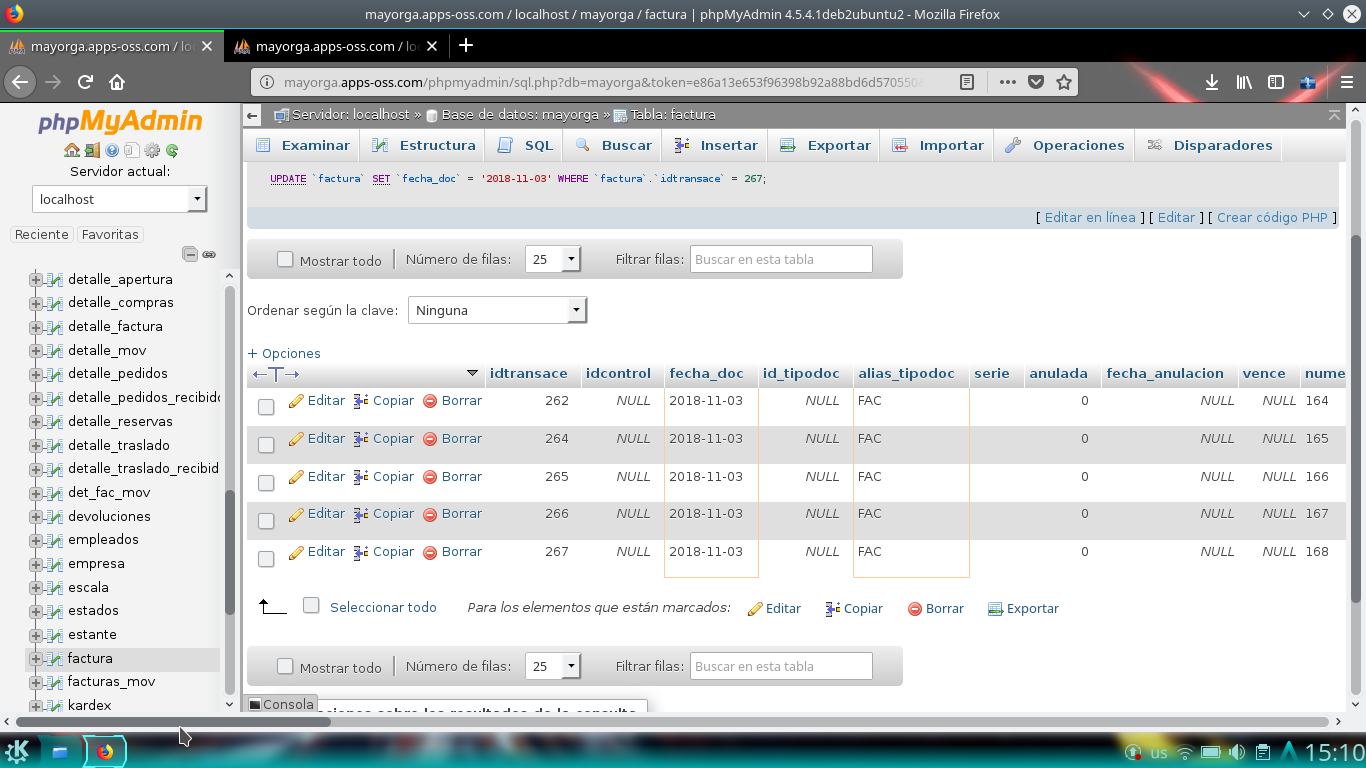 mayorga.apps-oss.com / localhost / mayorga / factura | phpMyAdmin 4.5.4.1deb2ubuntu2 - Mozilla Firefox
mayorga.apps-oss.com / lo
mayorga.apps-oss.com / lo
mayorga.apps-oss.com/phpmyadmin/sql.php?db=mayorga&token=e86a13e653f96398b92a88bd6d570550
phpMyAdmin
Servidor actual:
localhost
Reciente
Favoritas
detalle_apertura
detalle_compras
detalle_factura
detalle_mov
detalle_pedidos
detalle_pedidos_recibido
detalle_reservas
detalle_traslado
detalle_traslado_recibid
det_fac_mov
devoluciones
empleados
empresa
escala
estados
estante
factura
facturas_mov
kardex
Servidor: localhost » Base de datos: mayorga » Tabla: factura
Examinar Estructura SQL Buscar Insertar Exportar Importar Operaciones Disparadores
UPDATE `factura` SET `fecha_doc` = '2018-11-03' WHERE `factura`.`idtransace` = 267;
[ Editar en línea ] [ Editar ] [ Crear código PHP ]
Mostrar todo | Número de filas: 25 Filtrar filas: Buscar en esta tabla
Ordenar según la clave: Ninguna
+ Opciones
←T→ idtransace idcontrol fecha_doc id_tipodoc alias_tipodoc serie anulada fecha_anulacion vence nume
Editar Copiar Borrar 262 NULL 2018-11-03 NULL FAC 0 NULL NULL 164
Editar Copiar Borrar 264 NULL 2018-11-03 NULL FAC 0 NULL NULL 165
Editar Copiar Borrar 265 NULL 2018-11-03 NULL FAC 0 NULL NULL 166
Editar Copiar Borrar 266 NULL 2018-11-03 NULL FAC 0 NULL NULL 167
Editar Copiar Borrar 267 NULL 2018-11-03 NULL FAC 0 NULL NULL 168
Seleccionar todo Para los elementos que están marcados: Editar Copiar Borrar Exportar
Mostrar todo | Número de filas: 25 Filtrar filas: Buscar en esta tabla
Consola
ciones sobre los resultados de la consulta
us
15:10